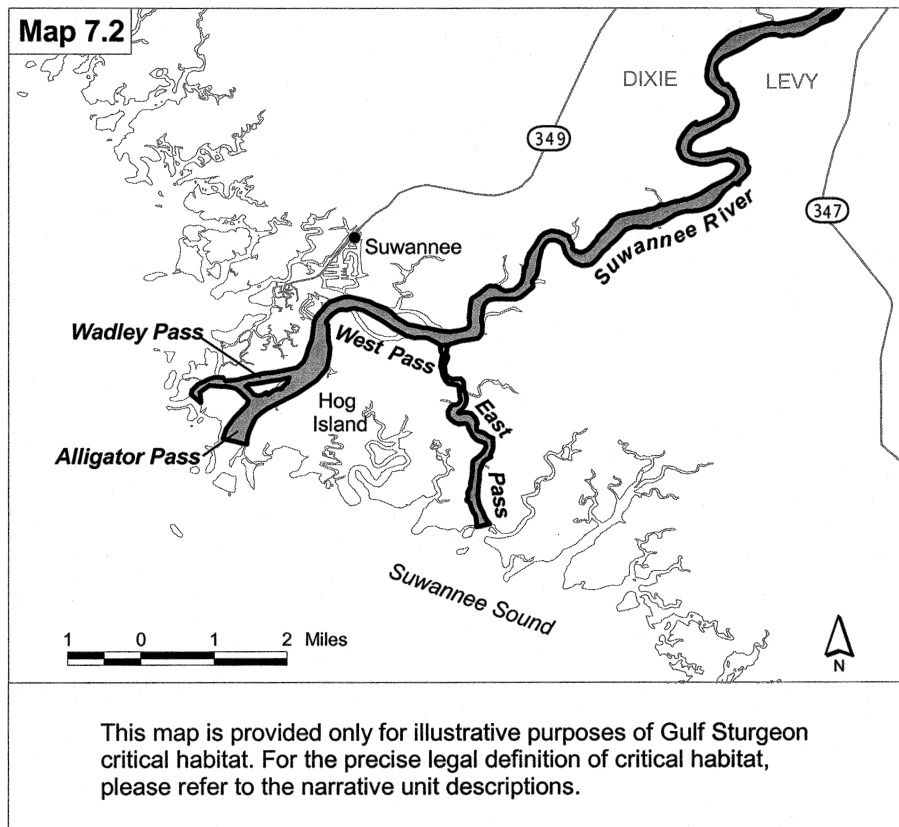 Map 7.2
DIXIE
LEVY
349
347
Suwannee
Suwannee River
Wadley Pass
West Pass
Hog
Island
East
Pass
Alligator Pass
Suwannee Sound
1 0 1 2 Miles
N
This map is provided only for illustrative purposes of Gulf Sturgeon
critical habitat. For the precise legal definition of critical habitat,
please refer to the narrative unit descriptions.